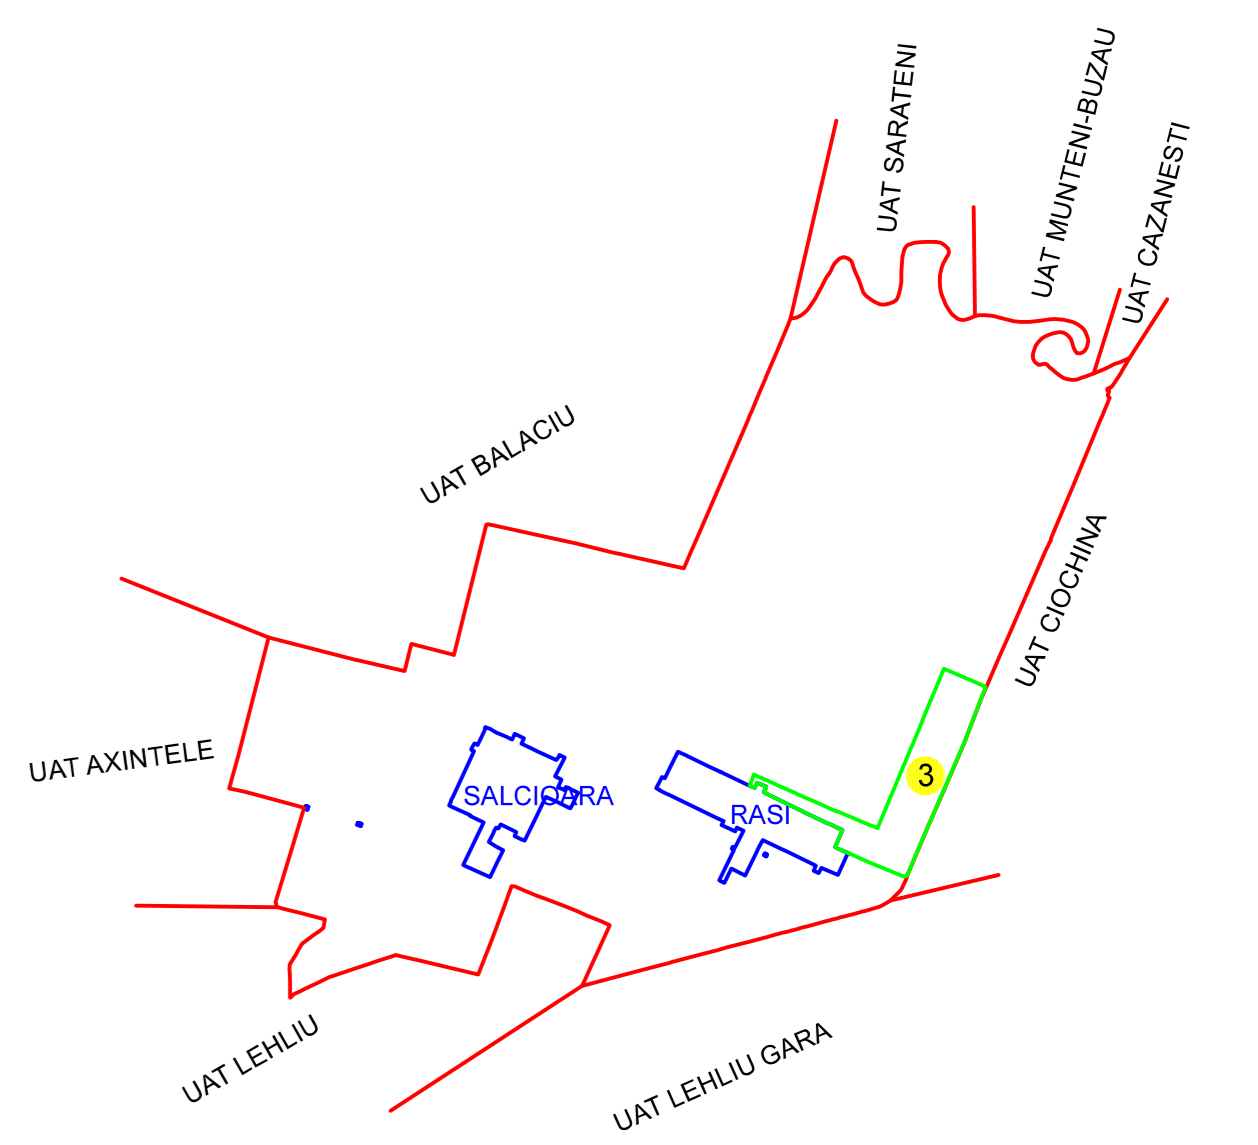 UAT SARATENI
UAT MUNTENI-BUZAU
UAT CAZANESTI
UAT BALACIU
UAT CIOCHINA
UAT AXINTELE
SALCIOARA
RASI
3
UAT LEHLIU
UAT LEHLIU GARA